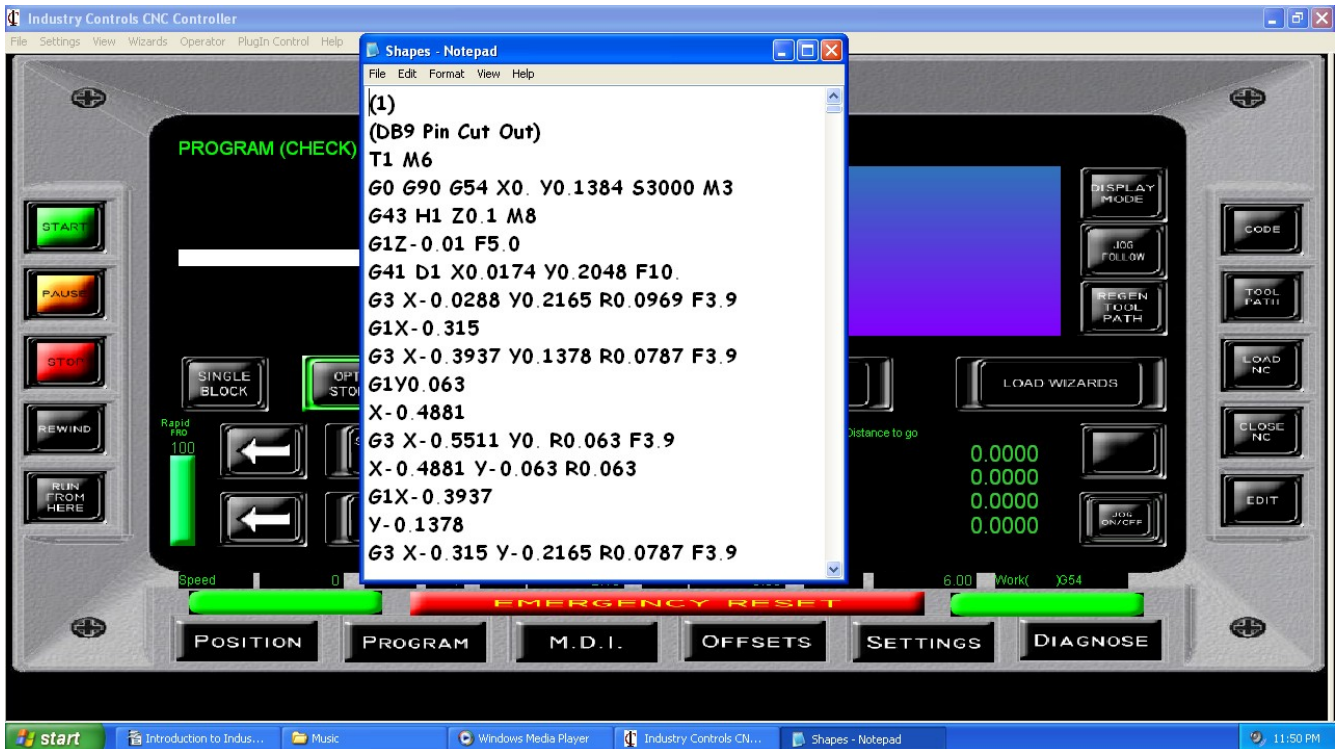 Industry Controls CNC Controller
File Settings View Wizards Operator PlugIn Control Help
Shapes - Notepad
File Edit Format View Help
(1)
(DB9 Pin Cut Out)
T1 M6
G0 G90 G54 X0. Y0.1384 S3000 M3
G43 H1 Z0.1 M8
G1Z-0.01 F5.0
G41 D1 X0.0174 Y0.2048 F10.
G3 X-0.0288 Y0.2165 R0.0969 F3.9
G1X-0.315
G3 X-0.3937 Y0.1378 R0.0787 F3.9
G1Y0.063
X-0.4881
G3 X-0.5511 Y0. R0.063 F3.9
X-0.4881 Y-0.063 R0.063
G1X-0.3937
Y-0.1378
G3 X-0.315 Y-0.2165 R0.0787 F3.9
PROGRAM (CHECK)
START
PAUSE
STOP
REWIND
RUN
FROM
HERE
SINGLE
BLOCK
Rapid
FRO
100
DISPLAY
MODE
JOG
FOLLOW
REGEN
TOOL
PATH
LOAD WIZARDS
Distance to go
0.0000
0.0000
0.0000
0.0000
JOG
ON/OFF
CODE
TOOL
PATH
LOAD
NC
CLOSE
NC
EDIT
Speed 0 6.00 Work( )G54
EMERGENCY RESET
POSITION PROGRAM M.D.I. OFFSETS SETTINGS DIAGNOSE
start Introduction to Indus... Music Windows Media Player Industry Controls CN... Shapes - Notepad 11:50 PM